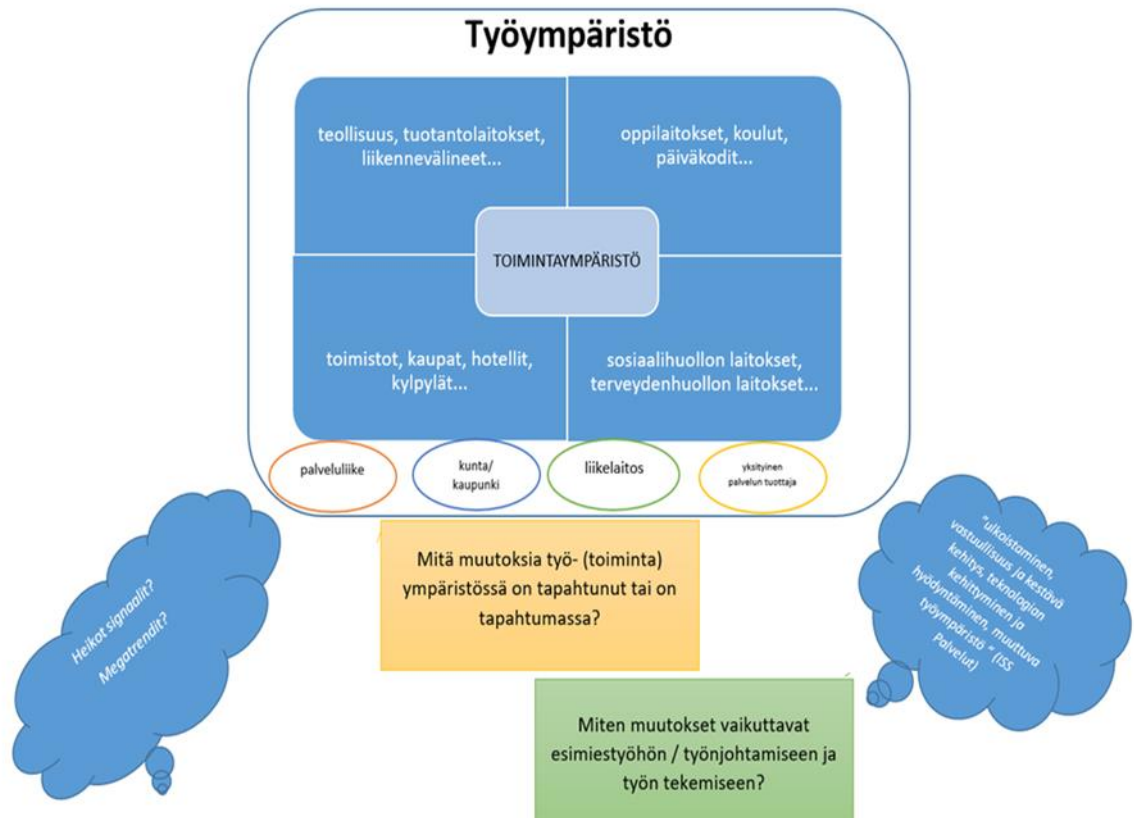 Työympäristö
teollisuus, tuotantolaitokset,
liikennevälineet...
oppilaitokset, koulut,
päiväkodit...
TOIMINTAYMPÄRISTÖ
toimistot, kaupat, hotellit,
kylpylät...
sosiaalihuollon laitokset,
terveydenhuollon laitokset...
palveluliike
kunta/
kaupunki
liikelaitos
yksityinen
palvelun tuottaja
Heikot signaalit?
Megatrendit?
Mitä muutoksia työ- (toiminta)
ympäristössä on tapahtunut tai on
tapahtumassa?
"ulkoistaminen,
vastuullisuus ja kestävä
kehitys, teknologian
kehittyminen ja
hyödyntäminen, muuttuva
työympäristö " (ISS
Palvelut)
Miten muutokset vaikuttavat
esimiestyöhön / työnjohtamiseen ja
työn tekemiseen?